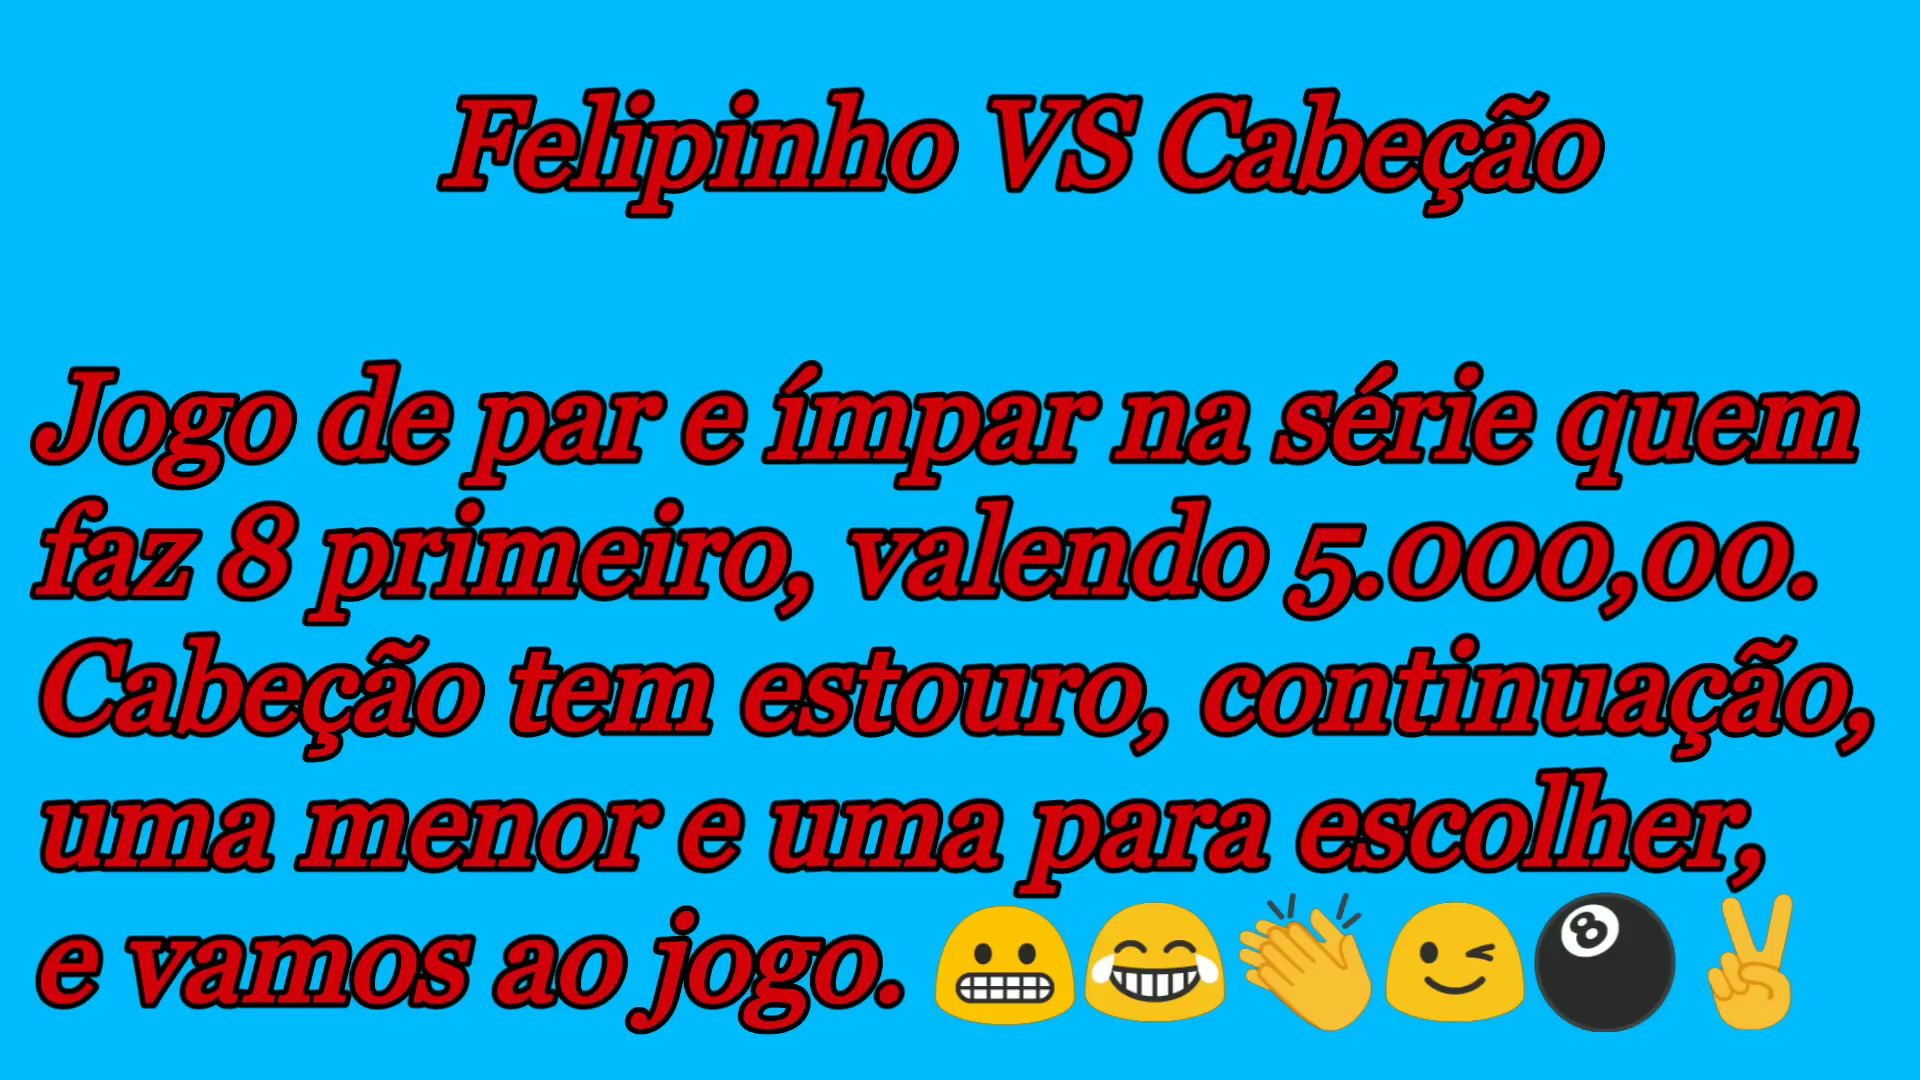 Felipinho VS Cabeção
Jogo de par e ímpar na série quem
faz 8 primeiro, valendo 5.000,00.
Cabeção tem estouro, continuação,
uma menor e uma para escolher,
e vamos ao jogo. 😬😂👏😉🎱✌